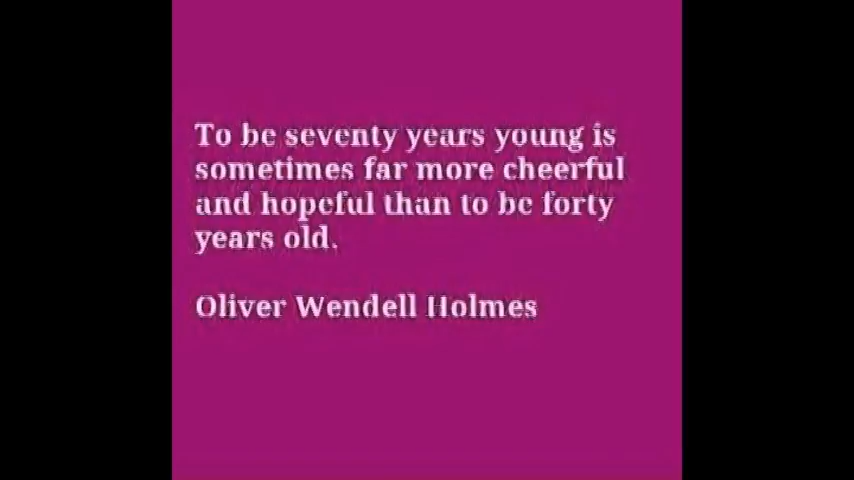 To be seventy years young is
sometimes far more cheerful
and hopeful than to be forty
years old.
Oliver Wendell Holmes